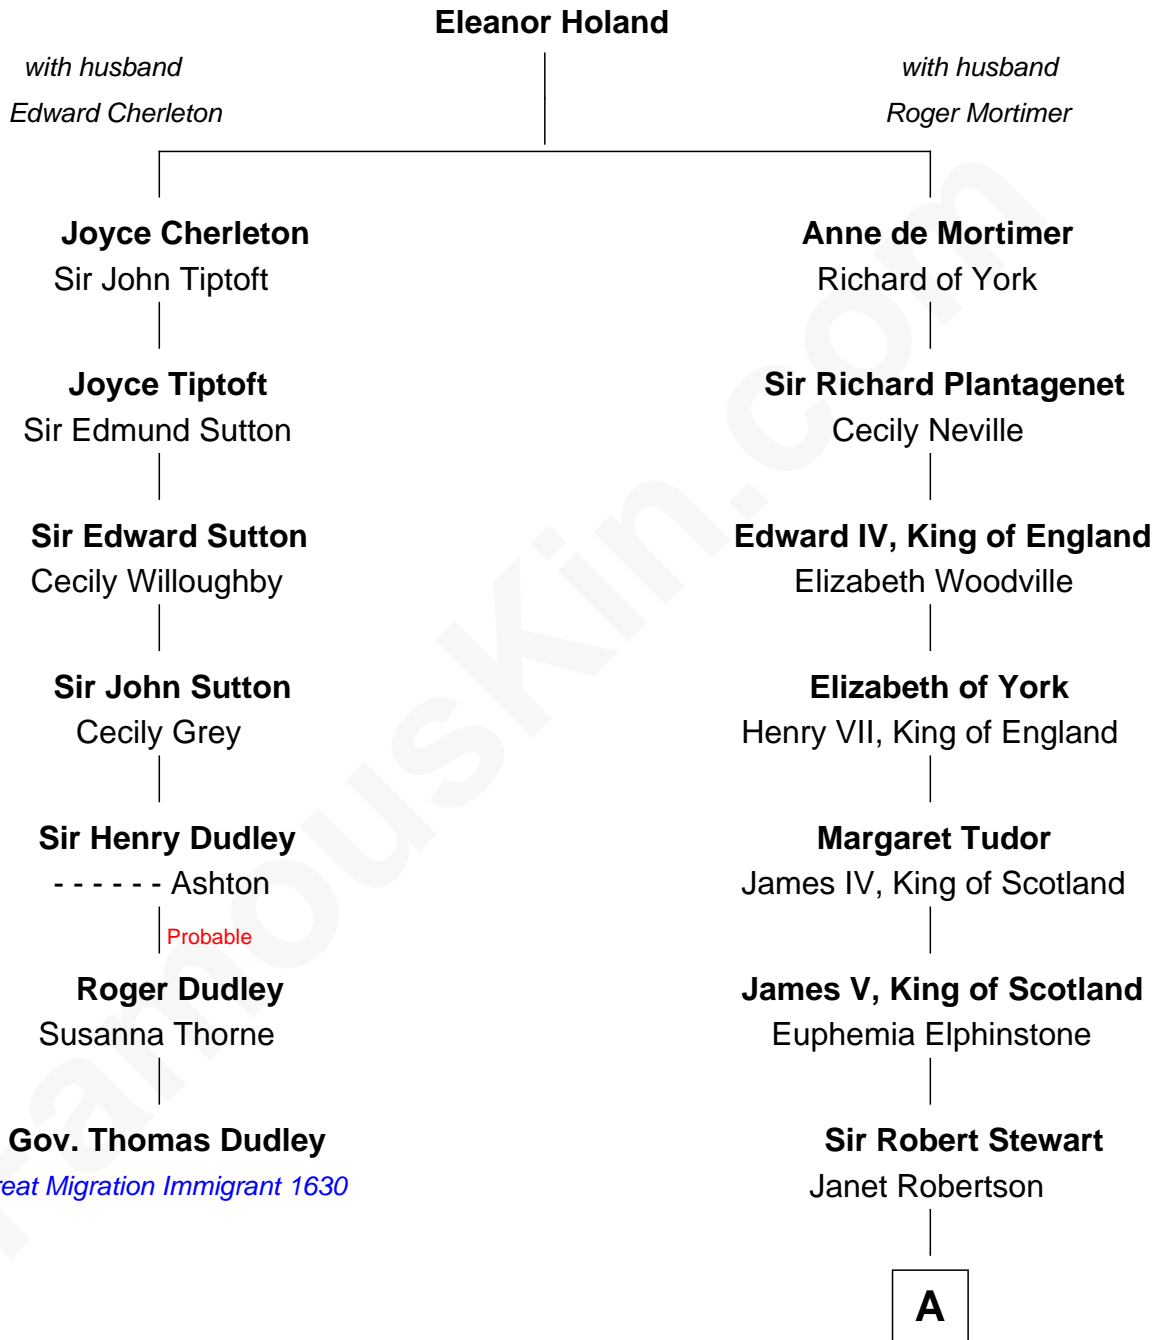 Eleanor Holand
with husband
Edward Cherleton
with husband
Roger Mortimer
Joyce Cherleton
Sir John Tiptoft
Anne de Mortimer
Richard of York
Joyce Tiptoft
Sir Edmund Sutton
Sir Richard Plantagenet
Cecily Neville
Sir Edward Sutton
Cecily Willoughby
Edward IV, King of England
Elizabeth Woodville
Sir John Sutton
Cecily Grey
Elizabeth of York
Henry VII, King of England
Sir Henry Dudley
- - - - - - Ashton
Margaret Tudor
James IV, King of Scotland
Probable
Roger Dudley
Susanna Thorne
James V, King of Scotland
Euphemia Elphinstone
Gov. Thomas Dudley
reat Migration Immigrant 1630
Sir Robert Stewart
Janet Robertson
A
FamousKin.com